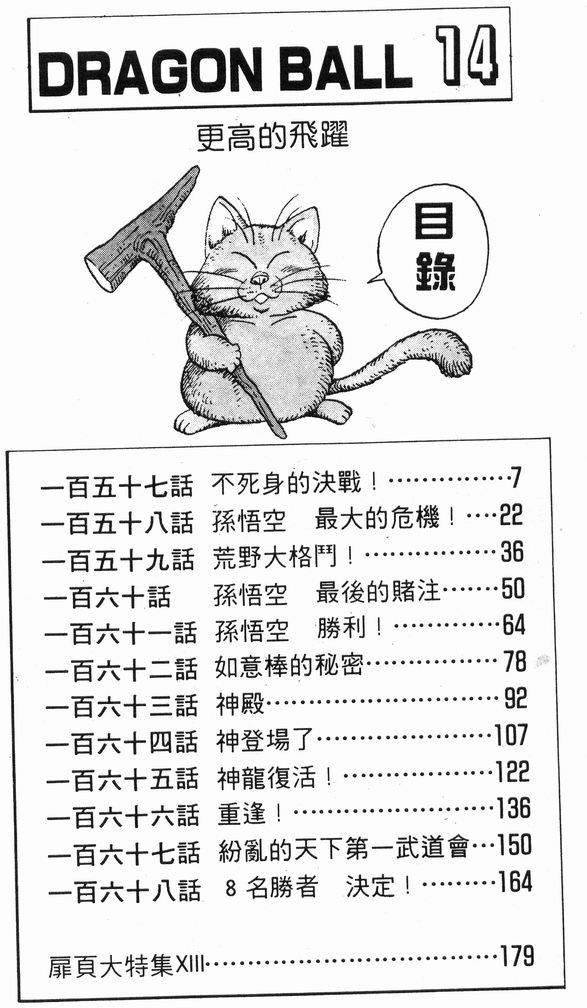 DRAGON BALL 14
更高的飛躍
目錄
一百五十七話 不死身的決戰！……………7
一百五十八話 孫悟空　最大的危機！…22
一百五十九話 荒野大格鬥！……………36
一百六十話 孫悟空　最後的賭注……50
一百六十一話 孫悟空　勝利！…………64
一百六十二話 如意棒的秘密……………78
一百六十三話 神殿………………………92
一百六十四話 神登場了…………………107
一百六十五話 神龍復活！………………122
一百六十六話 重逢！……………………136
一百六十七話 紛亂的天下第一武道會…150
一百六十八話 8名勝者　決定！………164
扉頁大特集XIII……………………………179